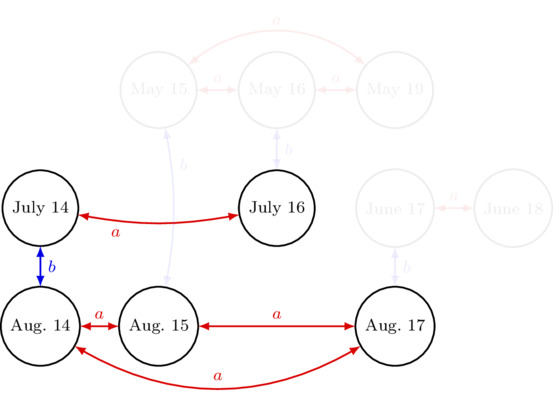 a
May 15 a May 16 a May 19
b b
July 14 July 16 June 17 a June 18
a
b b
Aug. 14 a Aug. 15 a Aug. 17
a